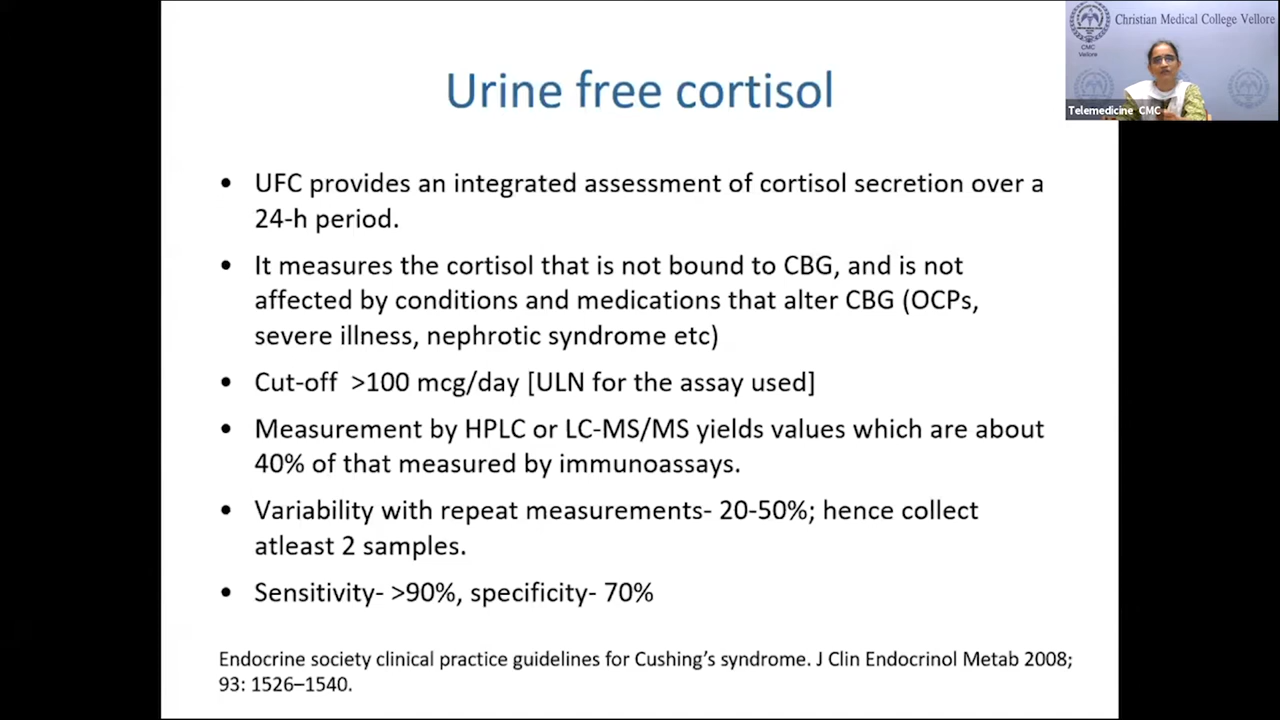 Christian Medical College Vellore
CMC
Vellore
Telemedicine CMC
Urine free cortisol
• UFC provides an integrated assessment of cortisol secretion over a
24-h period.
• It measures the cortisol that is not bound to CBG, and is not
affected by conditions and medications that alter CBG (OCPs,
severe illness, nephrotic syndrome etc)
• Cut-off >100 mcg/day [ULN for the assay used]
• Measurement by HPLC or LC-MS/MS yields values which are about
40% of that measured by immunoassays.
• Variability with repeat measurements- 20-50%; hence collect
atleast 2 samples.
• Sensitivity- >90%, specificity- 70%
Endocrine society clinical practice guidelines for Cushing’s syndrome. J Clin Endocrinol Metab 2008;
93: 1526–1540.